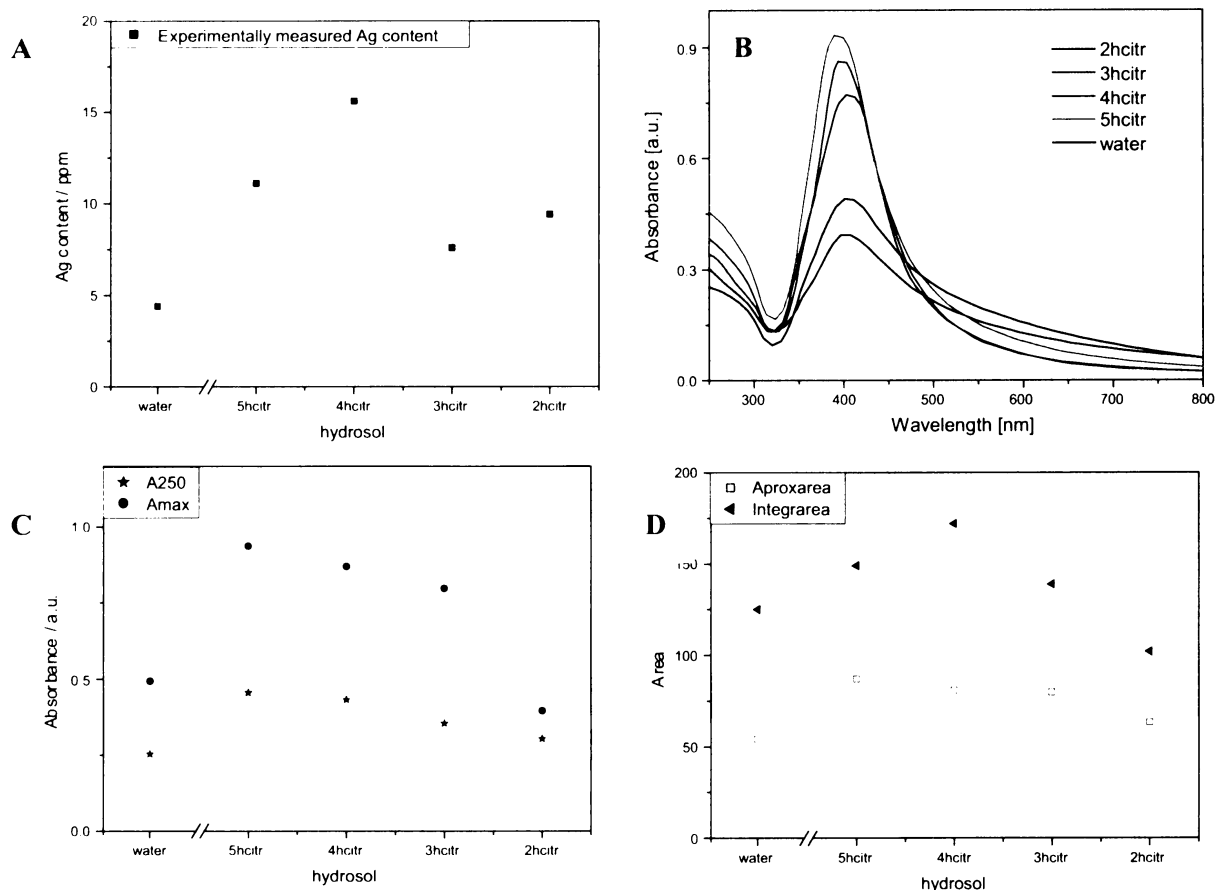 A
Experimentally measured Ag content
20
15
10
5
0
Ag content / ppm
water
5hcitr
4hcitr
3hcitr
2hcitr
hydrosol
B
2hcitr
3hcitr
4hcitr
5hcitr
water
0.9
0.6
0.3
0.0
Absorbance [a.u.]
300
400
500
600
700
800
Wavelength [nm]
C
A250
Amax
1 0
0 5
0 0
Absorbance / a.u.
water
5hcitr
4hcitr
3hcitr
2hcitr
hydrosol
D
Aproxarea
Integrarea
200
150
100
50
0
Area
water
5hcitr
4hcitr
3hcitr
2hcitr
hydrosol